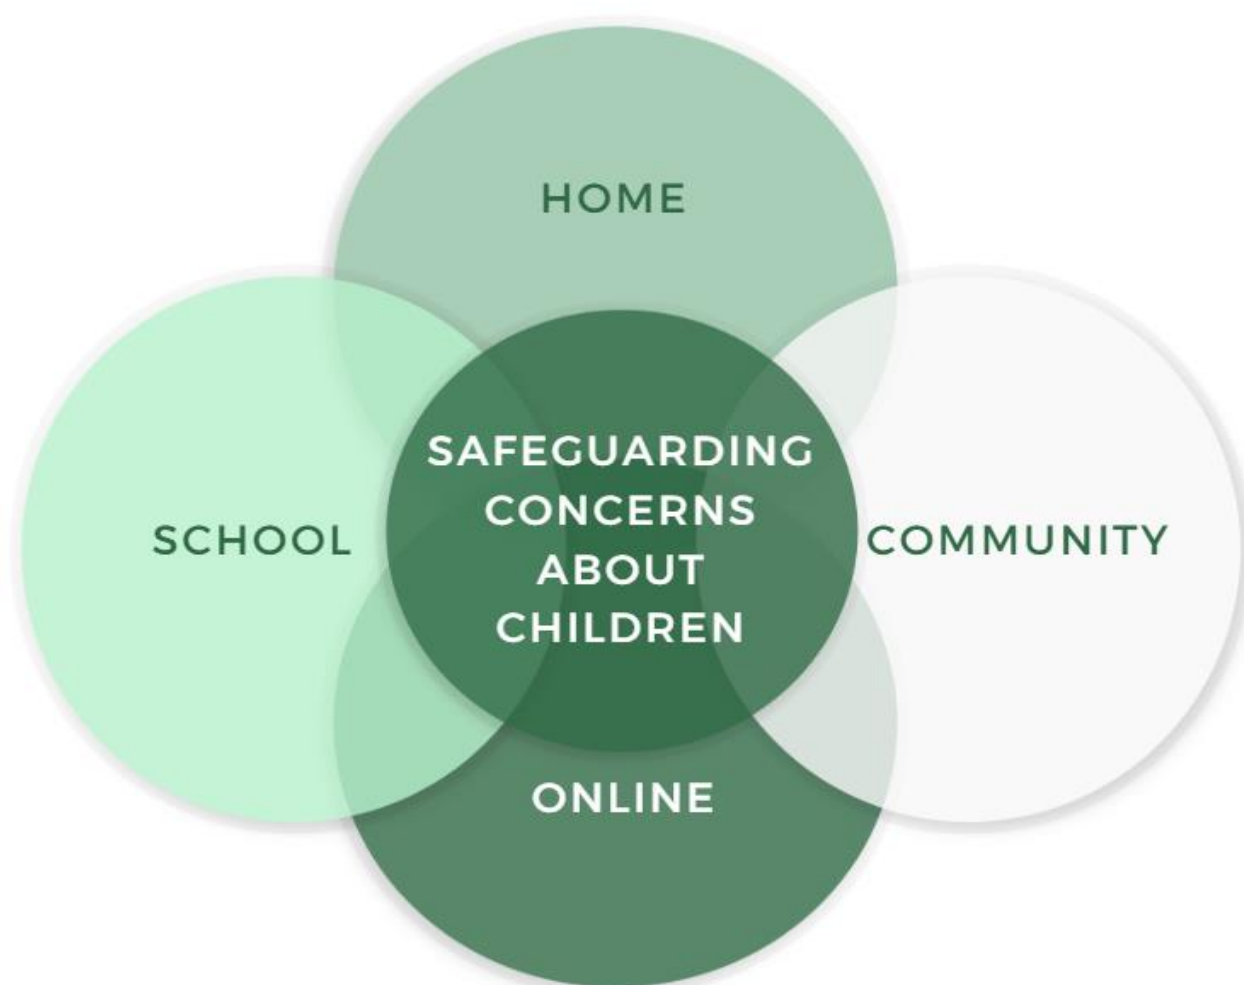 HOME
SCHOOL
SAFEGUARDING
CONCERNS
ABOUT
CHILDREN
COMMUNITY
ONLINE